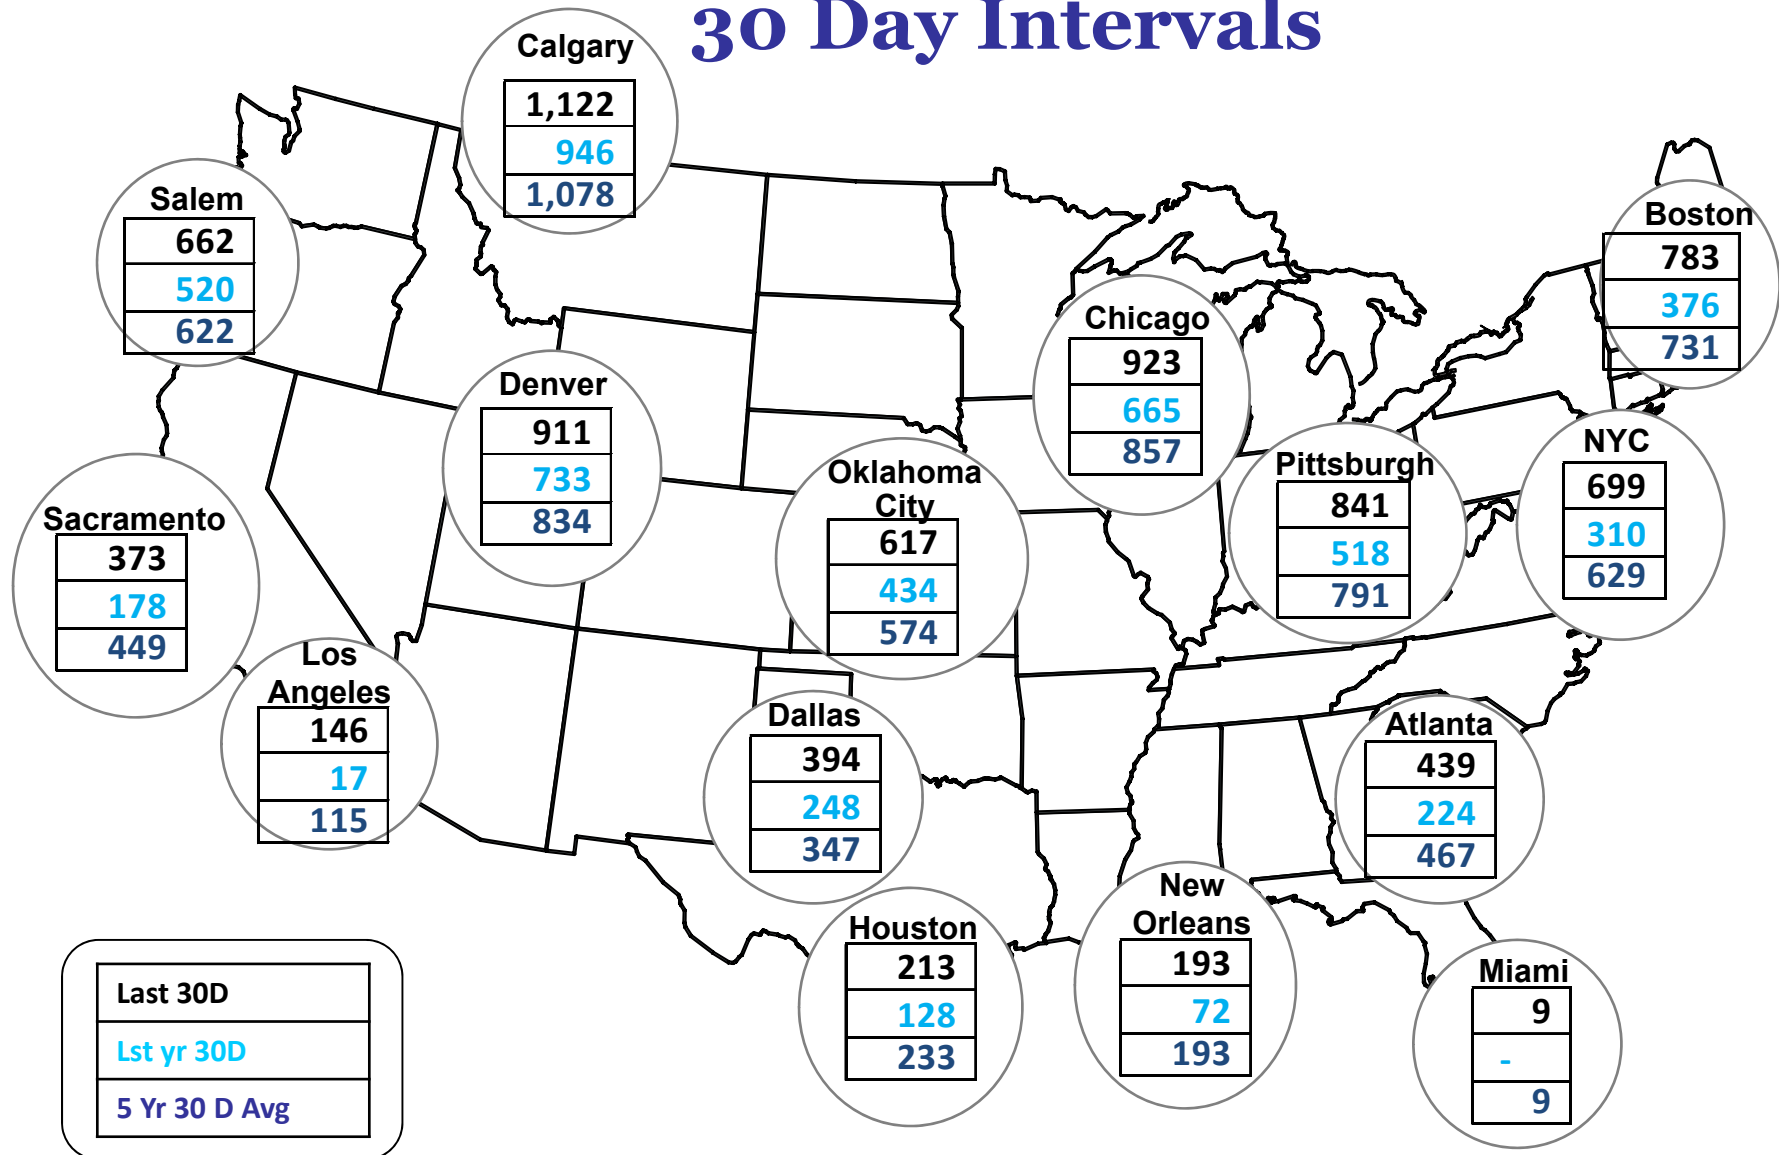 30 Day Intervals
Calgary
1,122
946
1,078
Salem
662
520
622
Boston
783
376
731
Chicago
923
665
857
Denver
911
733
834
NYC
699
310
629
Oklahoma
City
617
434
574
Pittsburgh
841
518
791
Sacramento
373
178
449
Los
Angeles
146
17
115
Dallas
394
248
347
Atlanta
439
224
467
New
Orleans
193
72
193
Houston
213
128
233
Miami
9
-
9
Last 30D
Lst yr 30D
5 Yr 30 D Avg